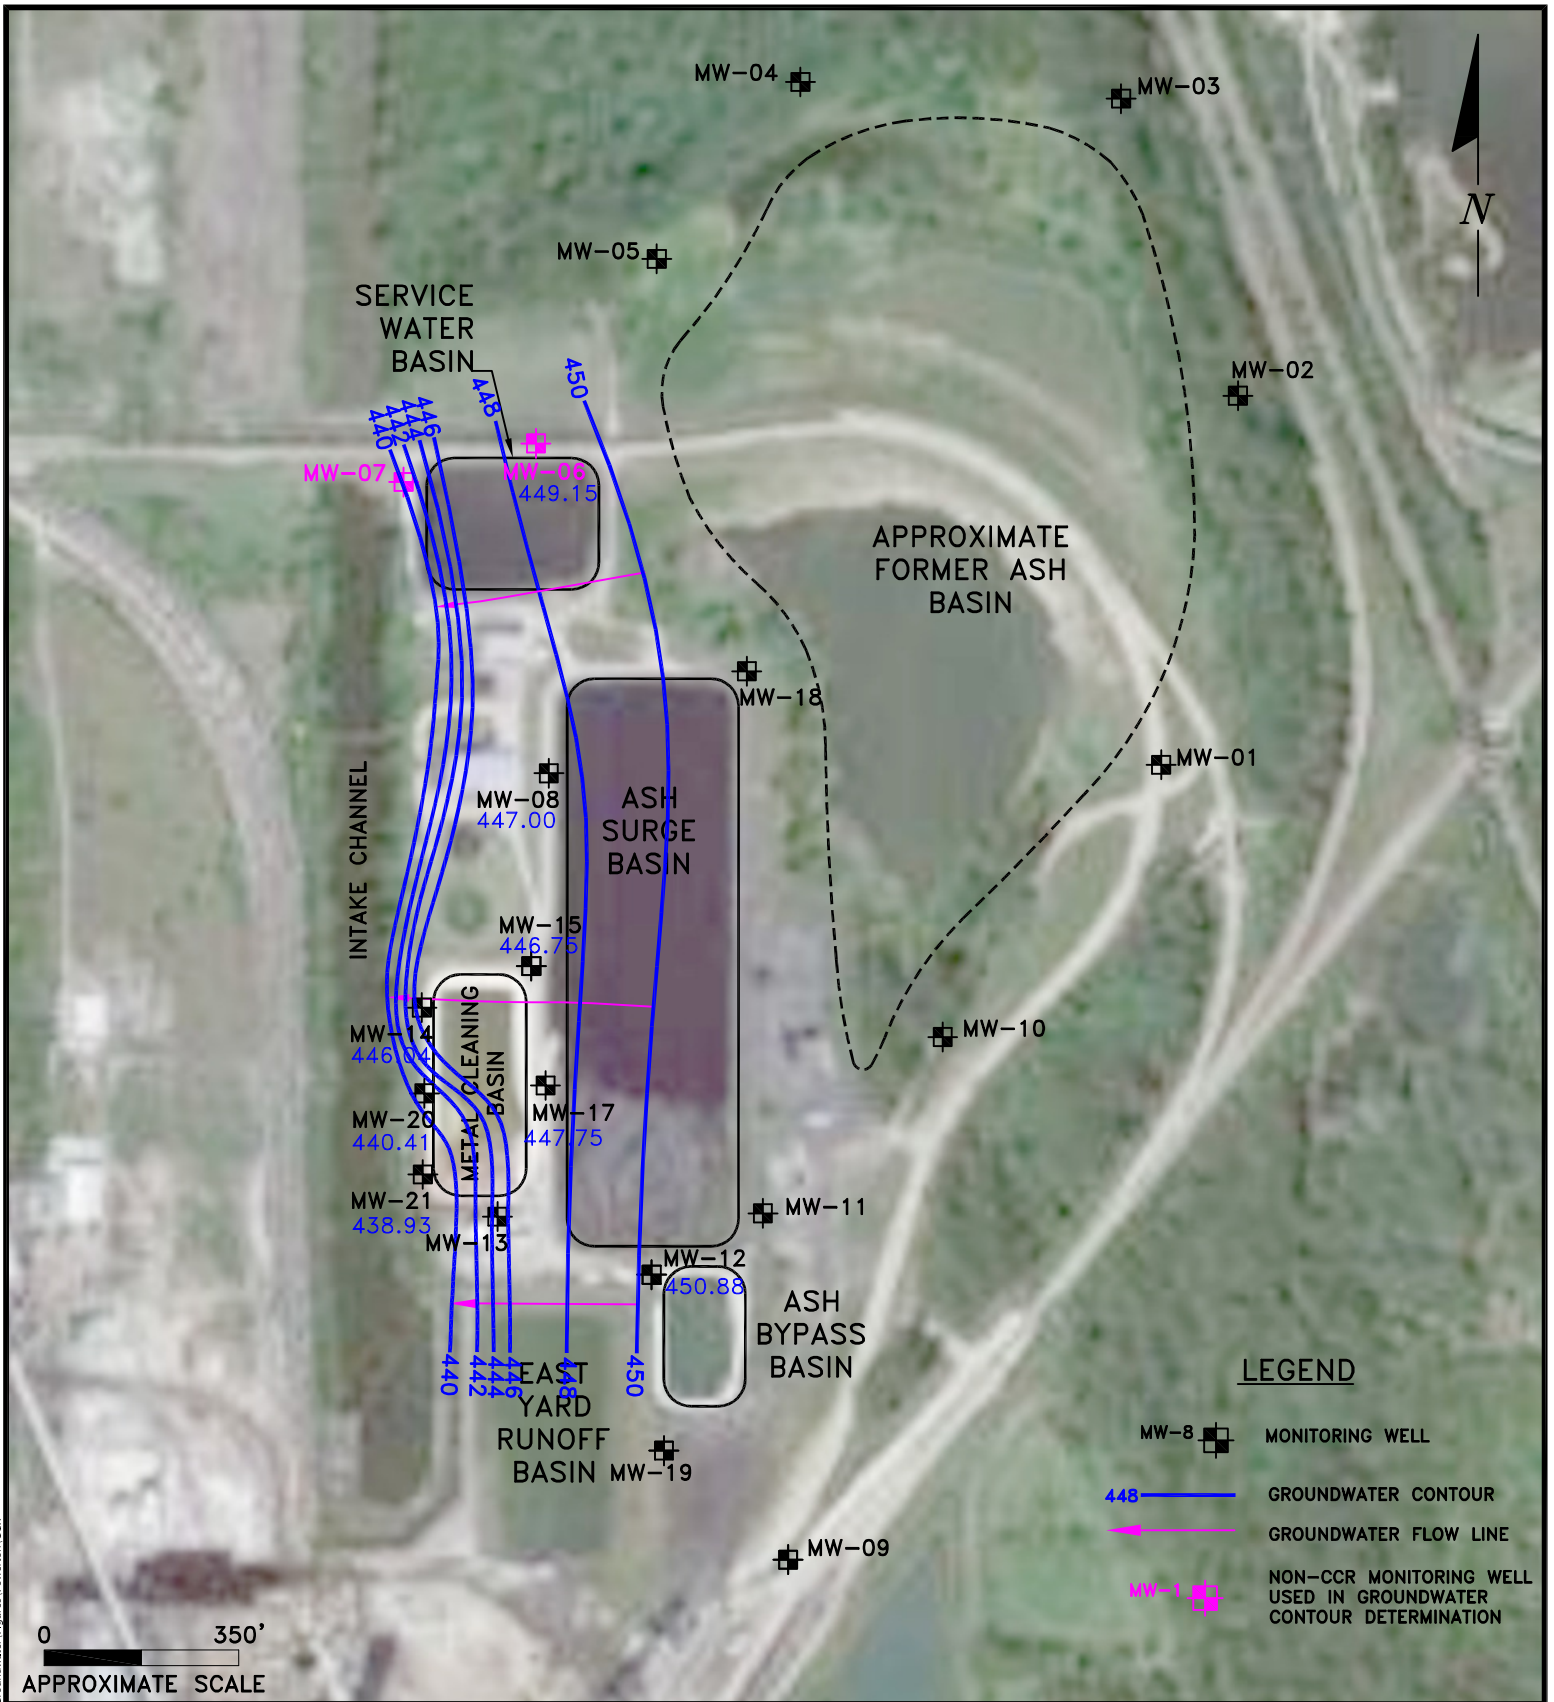 MW-04
MW-03
N
MW-05
SERVICE
WATER
BASIN
450
448
446
444
442
440
MW-02
MW-07
MW-06
449.15
APPROXIMATE
FORMER ASH
BASIN
MW-18
MW-01
MW-08
447.00
ASH
SURGE
BASIN
INTAKE CHANNEL
MW-15
446.75
METAL CLEANING
BASIN
MW-14
446.04
MW-10
MW-17
447.75
MW-20
440.41
MW-21
438.93
MW-13
MW-11
MW-12
450.88
ASH
BYPASS
BASIN
440
442
444
446
448
450
EAST
YARD
RUNOFF
BASIN
MW-19
MW-09
LEGEND
MW-8 MONITORING WELL
448 GROUNDWATER CONTOUR
GROUNDWATER FLOW LINE
MW-1 NON-CCR MONITORING WELL
USED IN GROUNDWATER
CONTOUR DETERMINATION
0 350'
APPROXIMATE SCALE